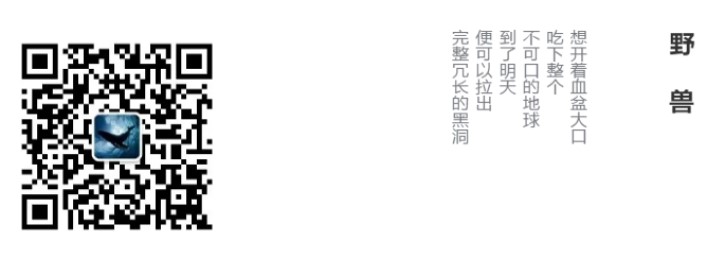 野兽
想开着血盆大口
吃下整个
不可口的地球
到了明天
便可以拉出
完整冗长的黑洞